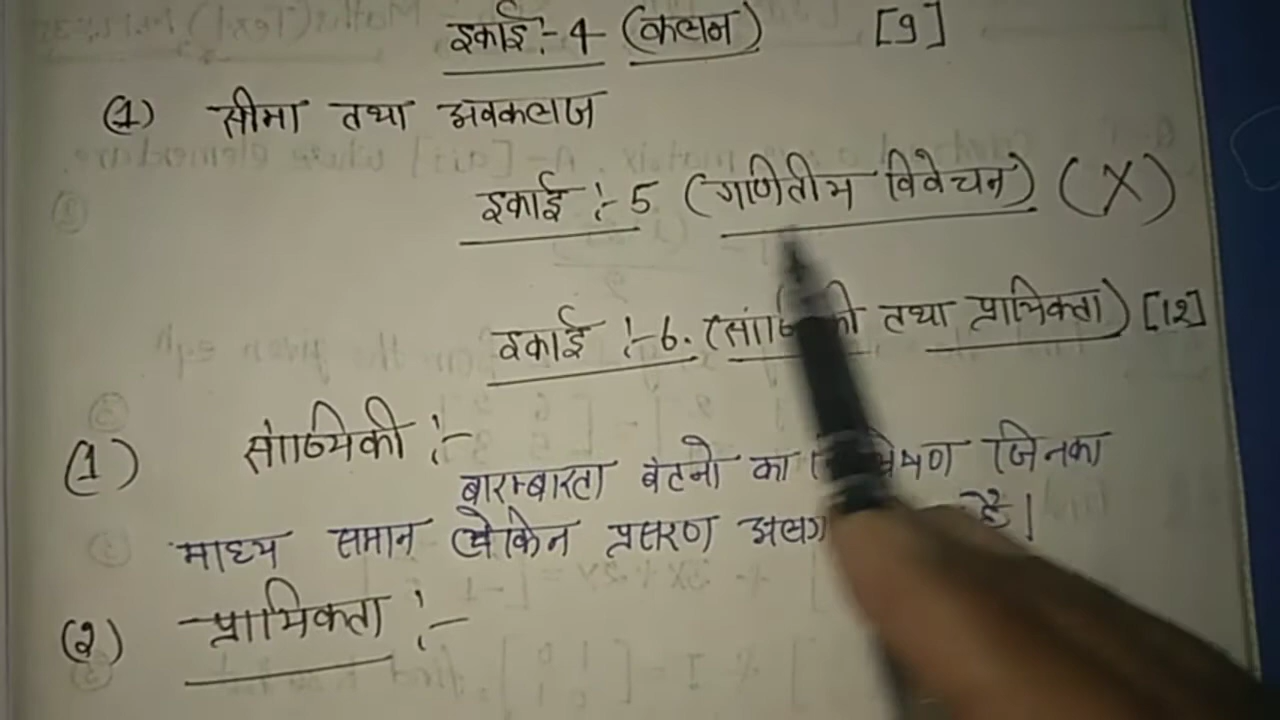 इकाई :- 4 (कलन) [9]
(1) सीमा तथा अवकलज
इकाई :- 5 (गणितीय विवेचन) (X)
इकाई :- 6. तथा प्रायिकता) [12]
(1) सांख्यिकी :-
बारम्बारता बंटनो का जिनका
माध्य समान लेकिन प्रसरण अलग है।
(2) प्रायिकता :-